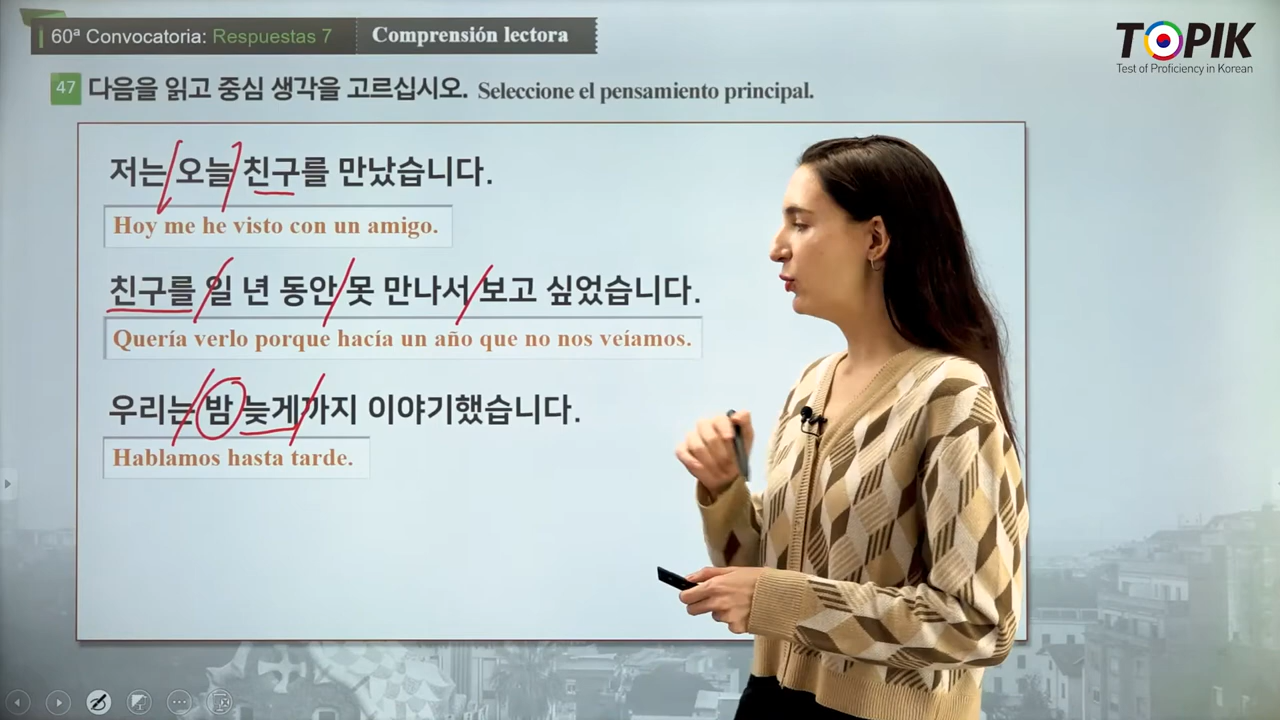 60ª Convocatoria: Respuestas 7
Comprensión lectora
TOPIK
Test of Proficiency in Korean
47 다음을 읽고 중심 생각을 고르십시오. Seleccione el pensamiento principal.
저는 오늘 친구를 만났습니다.
Hoy me he visto con un amigo.
친구를 일 년 동안 못 만나서 보고 싶었습니다.
Quería verlo porque hacía un año que no nos veíamos.
우리는 밤 늦게까지 이야기했습니다.
Hablamos hasta tarde.